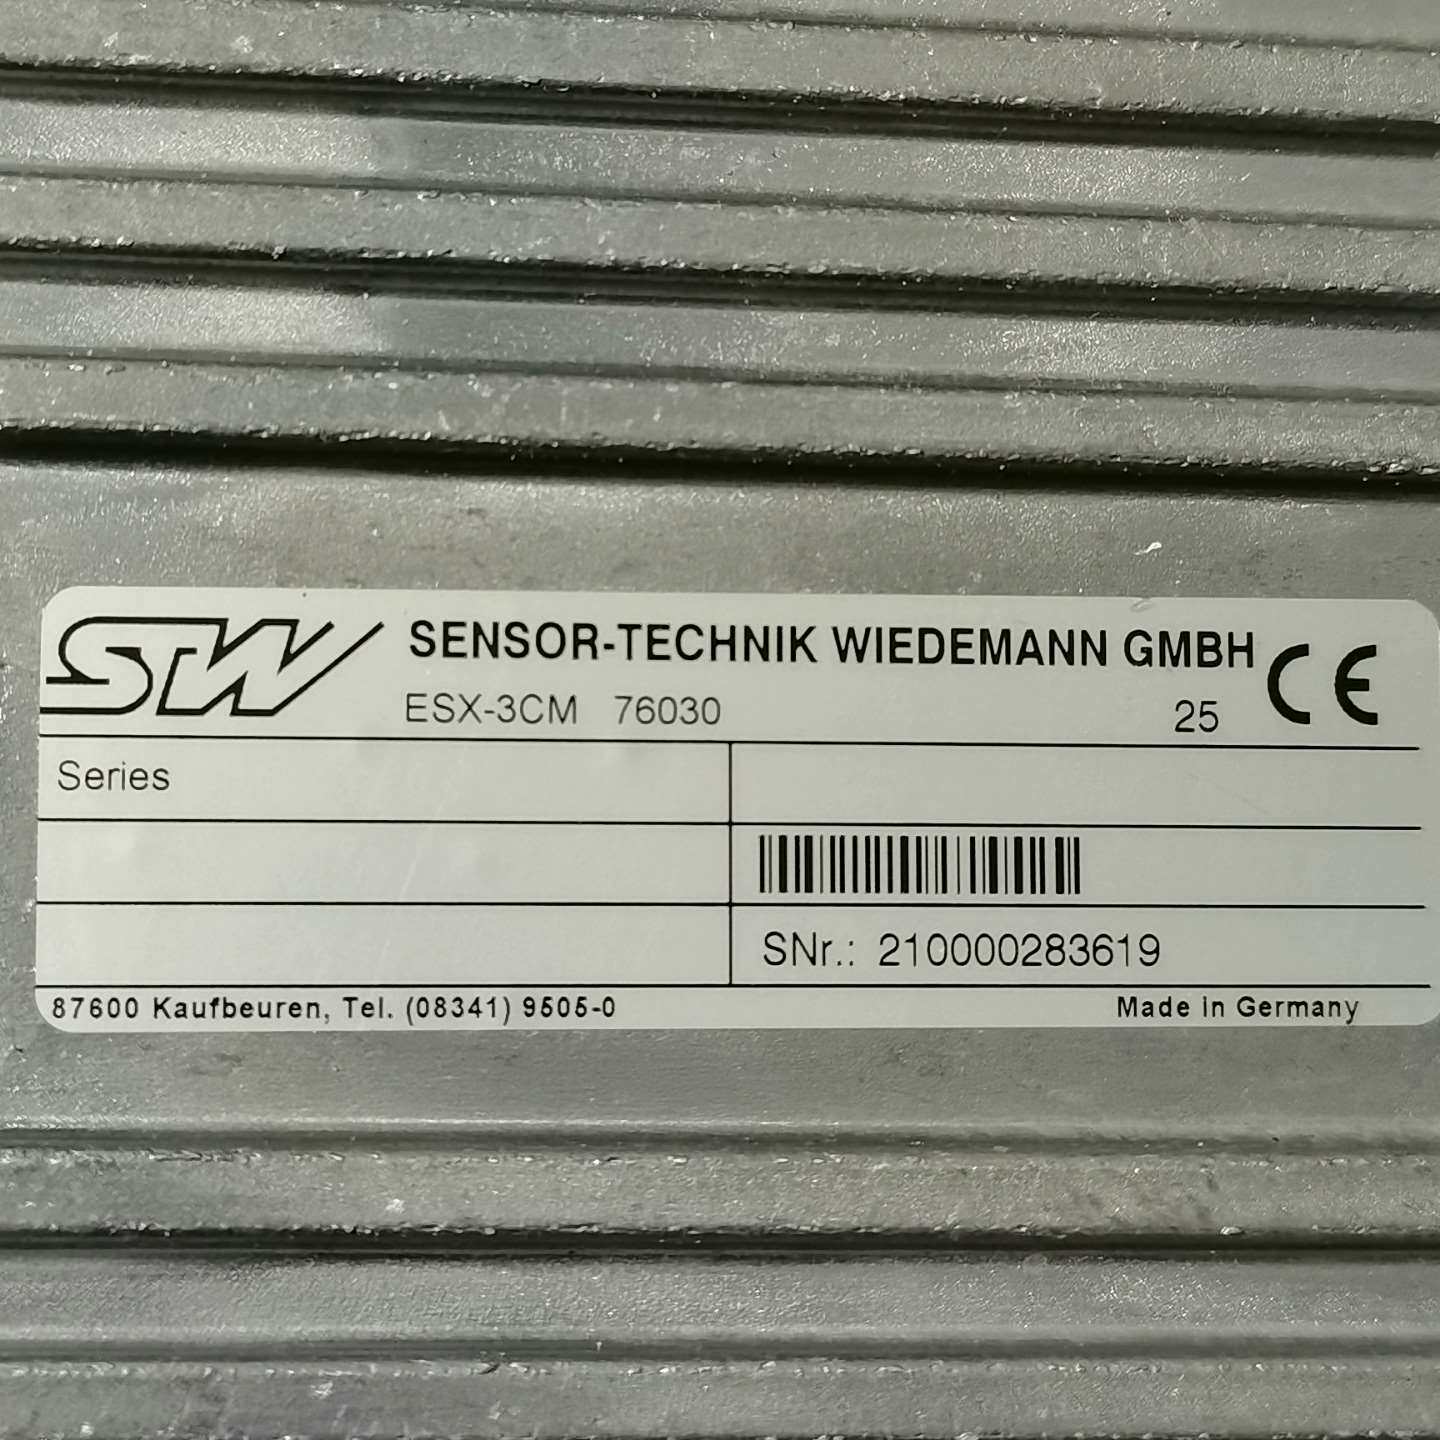 STW SENSOR-TECHNIK WIEDEMANN GMBH CE
ESX-3CM 76030 25
Series
SNr.: 210000283619
87600 Kaufbeuren, Tel. (08341) 9505-0 Made in Germany